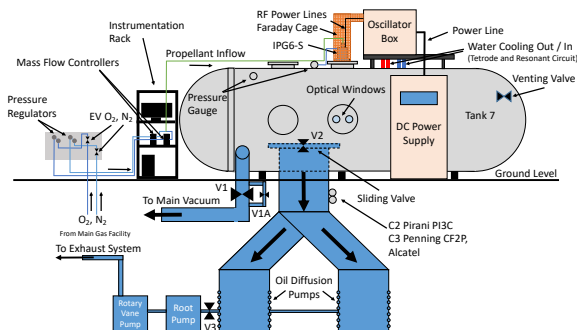 RF Power Lines
Faraday Cage
IPG6-S
Oscillator
Box
Power Line
Water Cooling Out / In
(Tetrode and Resonant Circuit)
Venting Valve
Instrumentation
Rack
Propellant Inflow
Mass Flow Controllers
Pressure
Regulators
EV O2, N2
Pressure
Gauge
Optical Windows
V2
DC Power
Supply
Tank 7
Ground Level
V1
V1A
To Main Vacuum
Sliding Valve
O2, N2
From Main Gas Facility
C2 Pirani PI3C
C3 Penning CF2P,
Alcatel
To Exhaust System
Oil Diffusion
Pumps
Rotary
Vane
Pump
Root
Pump
V3